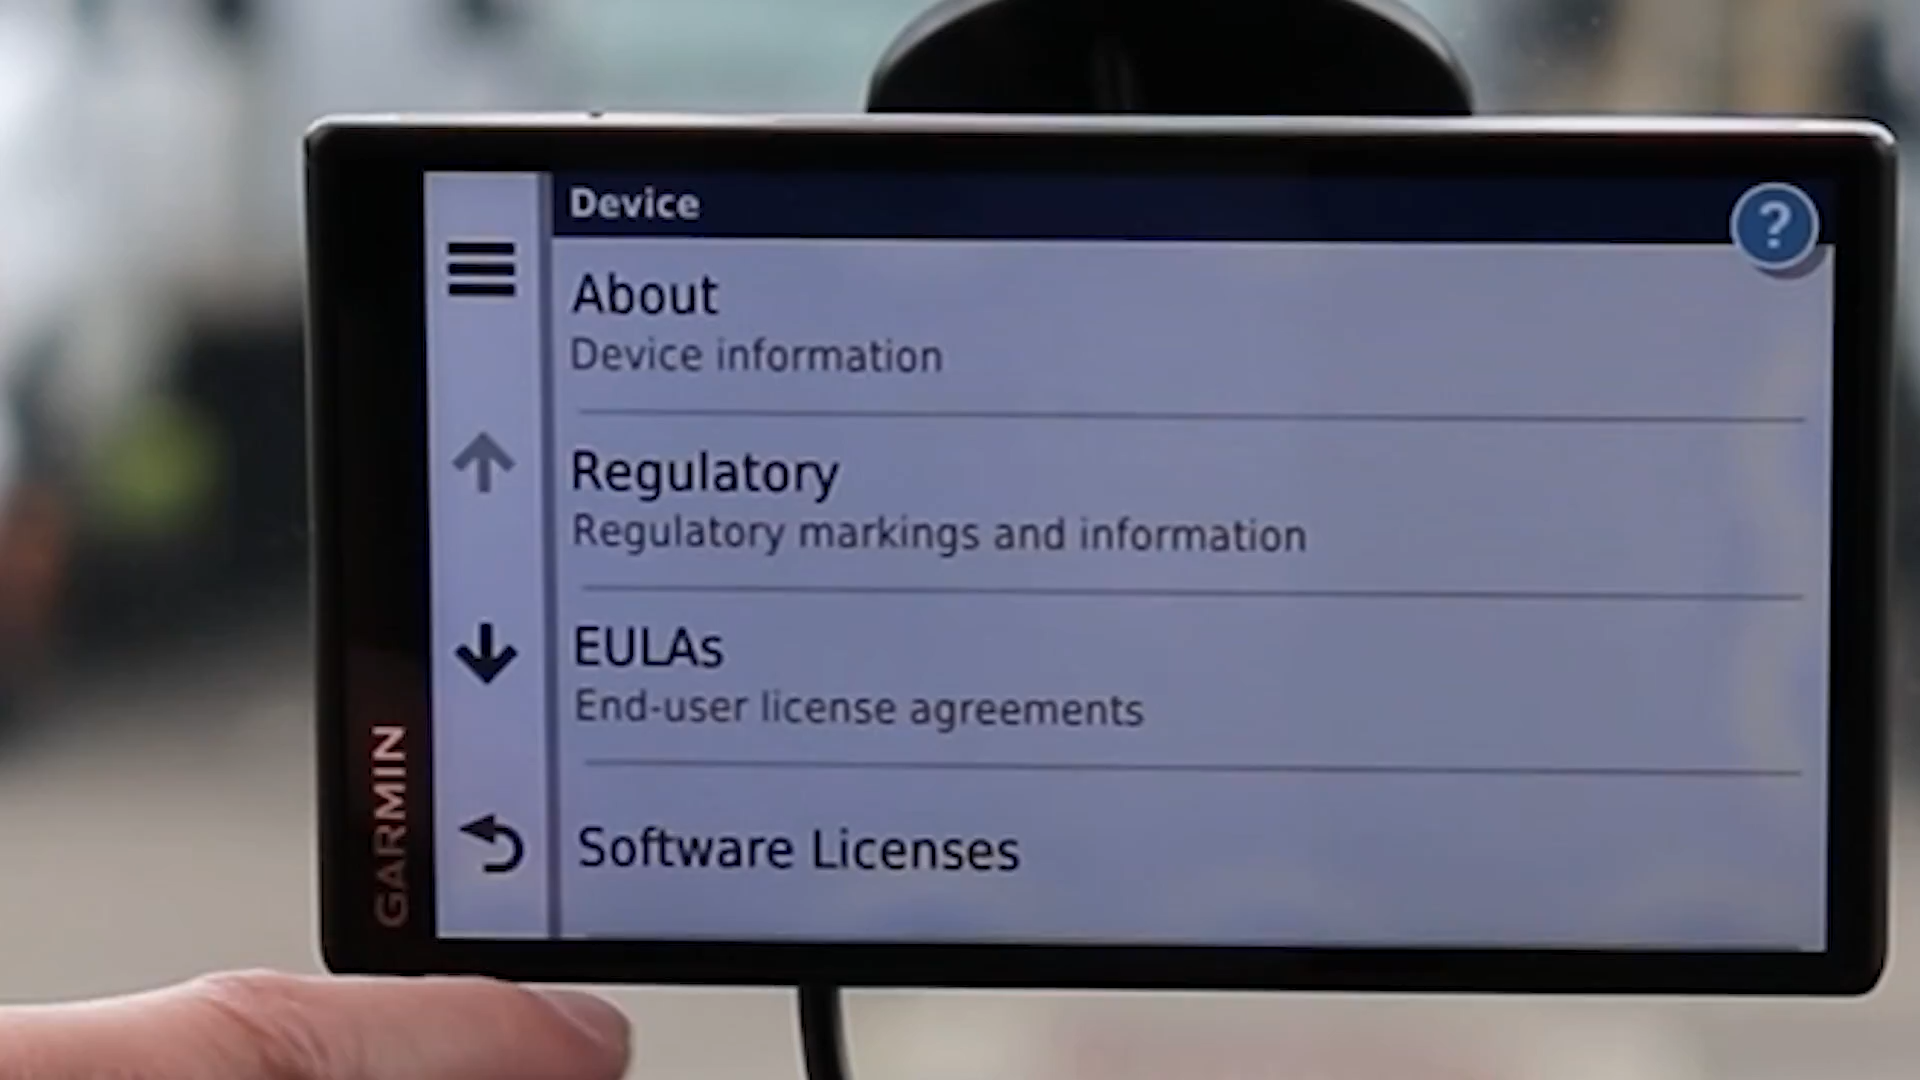 Device
?
About
Device information
Regulatory
Regulatory markings and information
EULAs
End-user license agreements
Software Licenses
GARMIN